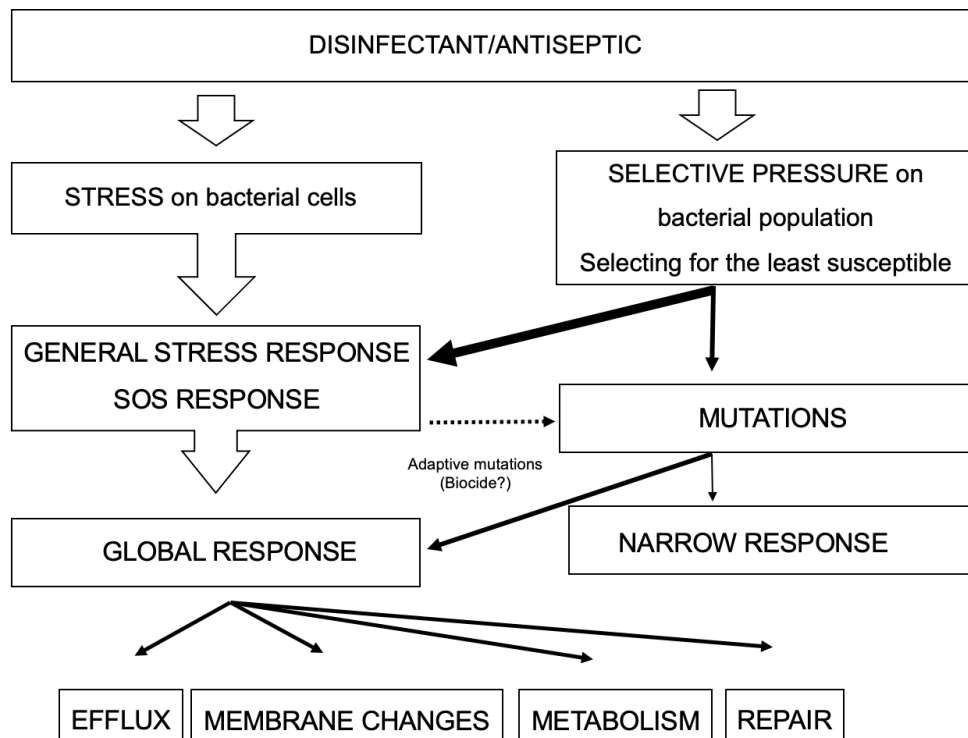 DISINFECTANT/ANTISEPTIC
STRESS on bacterial cells
SELECTIVE PRESSURE on
bacterial population
Selecting for the least susceptible
GENERAL STRESS RESPONSE
SOS RESPONSE
MUTATIONS
Adaptive mutations
(Biocide?)
GLOBAL RESPONSE
NARROW RESPONSE
EFFLUX
MEMBRANE CHANGES
METABOLISM
REPAIR